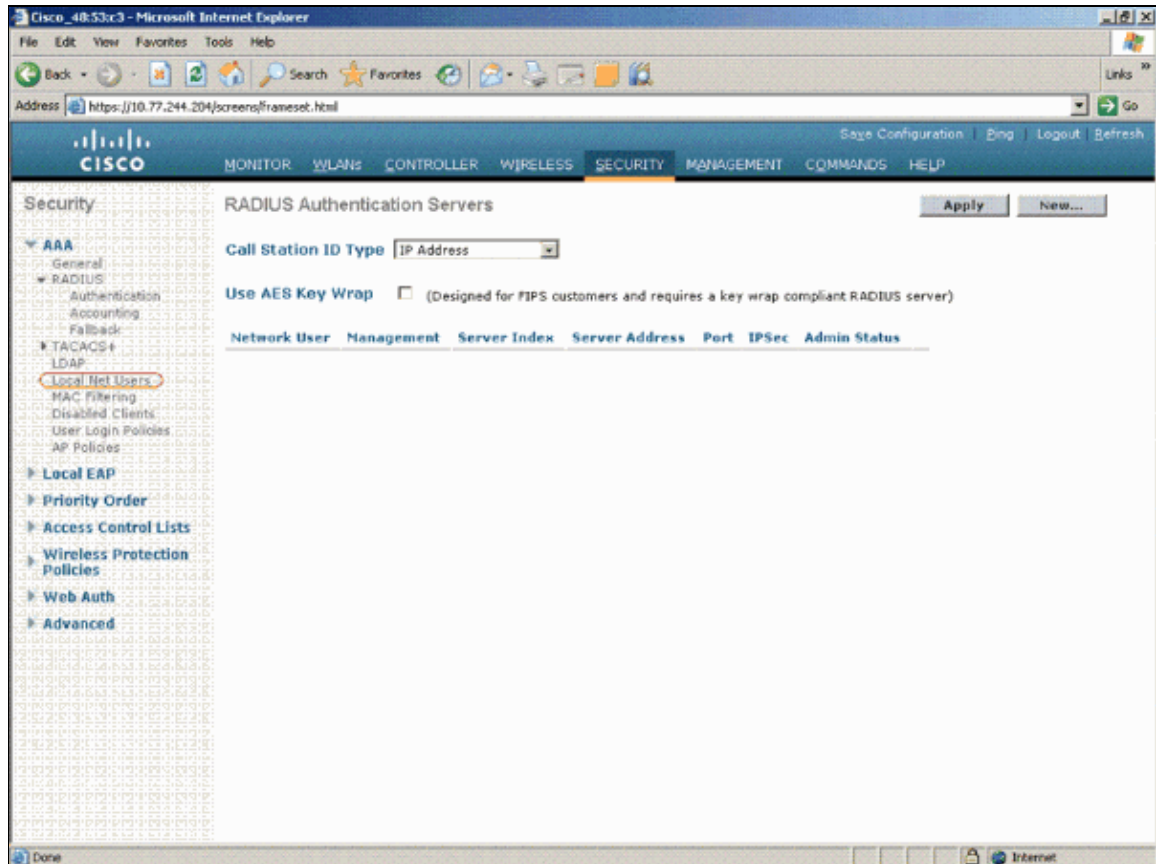 Cisco_48:53:c3 - Microsoft Internet Explorer
File Edit View Favorites Tools Help
Back Search Favorites Links »
Address https://10.77.244.204/screens/frameset.html Go
Save Configuration | Ping | Logout | Refresh
CISCO MONITOR WLANs CONTROLLER WIRELESS SECURITY MANAGEMENT COMMANDS HELP
Security
AAA
General
RADIUS
Authentication
Accounting
Fallback
TACACS+
LDAP
Local Net Users
MAC Filtering
Disabled Clients
User Login Policies
AP Policies
Local EAP
Priority Order
Access Control Lists
Wireless Protection
Policies
Web Auth
Advanced
RADIUS Authentication Servers Apply New...
Call Station ID Type IP Address
Use AES Key Wrap (Designed for FIPS customers and requires a key wrap compliant RADIUS server)
Network User Management Server Index Server Address Port IPSec Admin Status
Done Internet